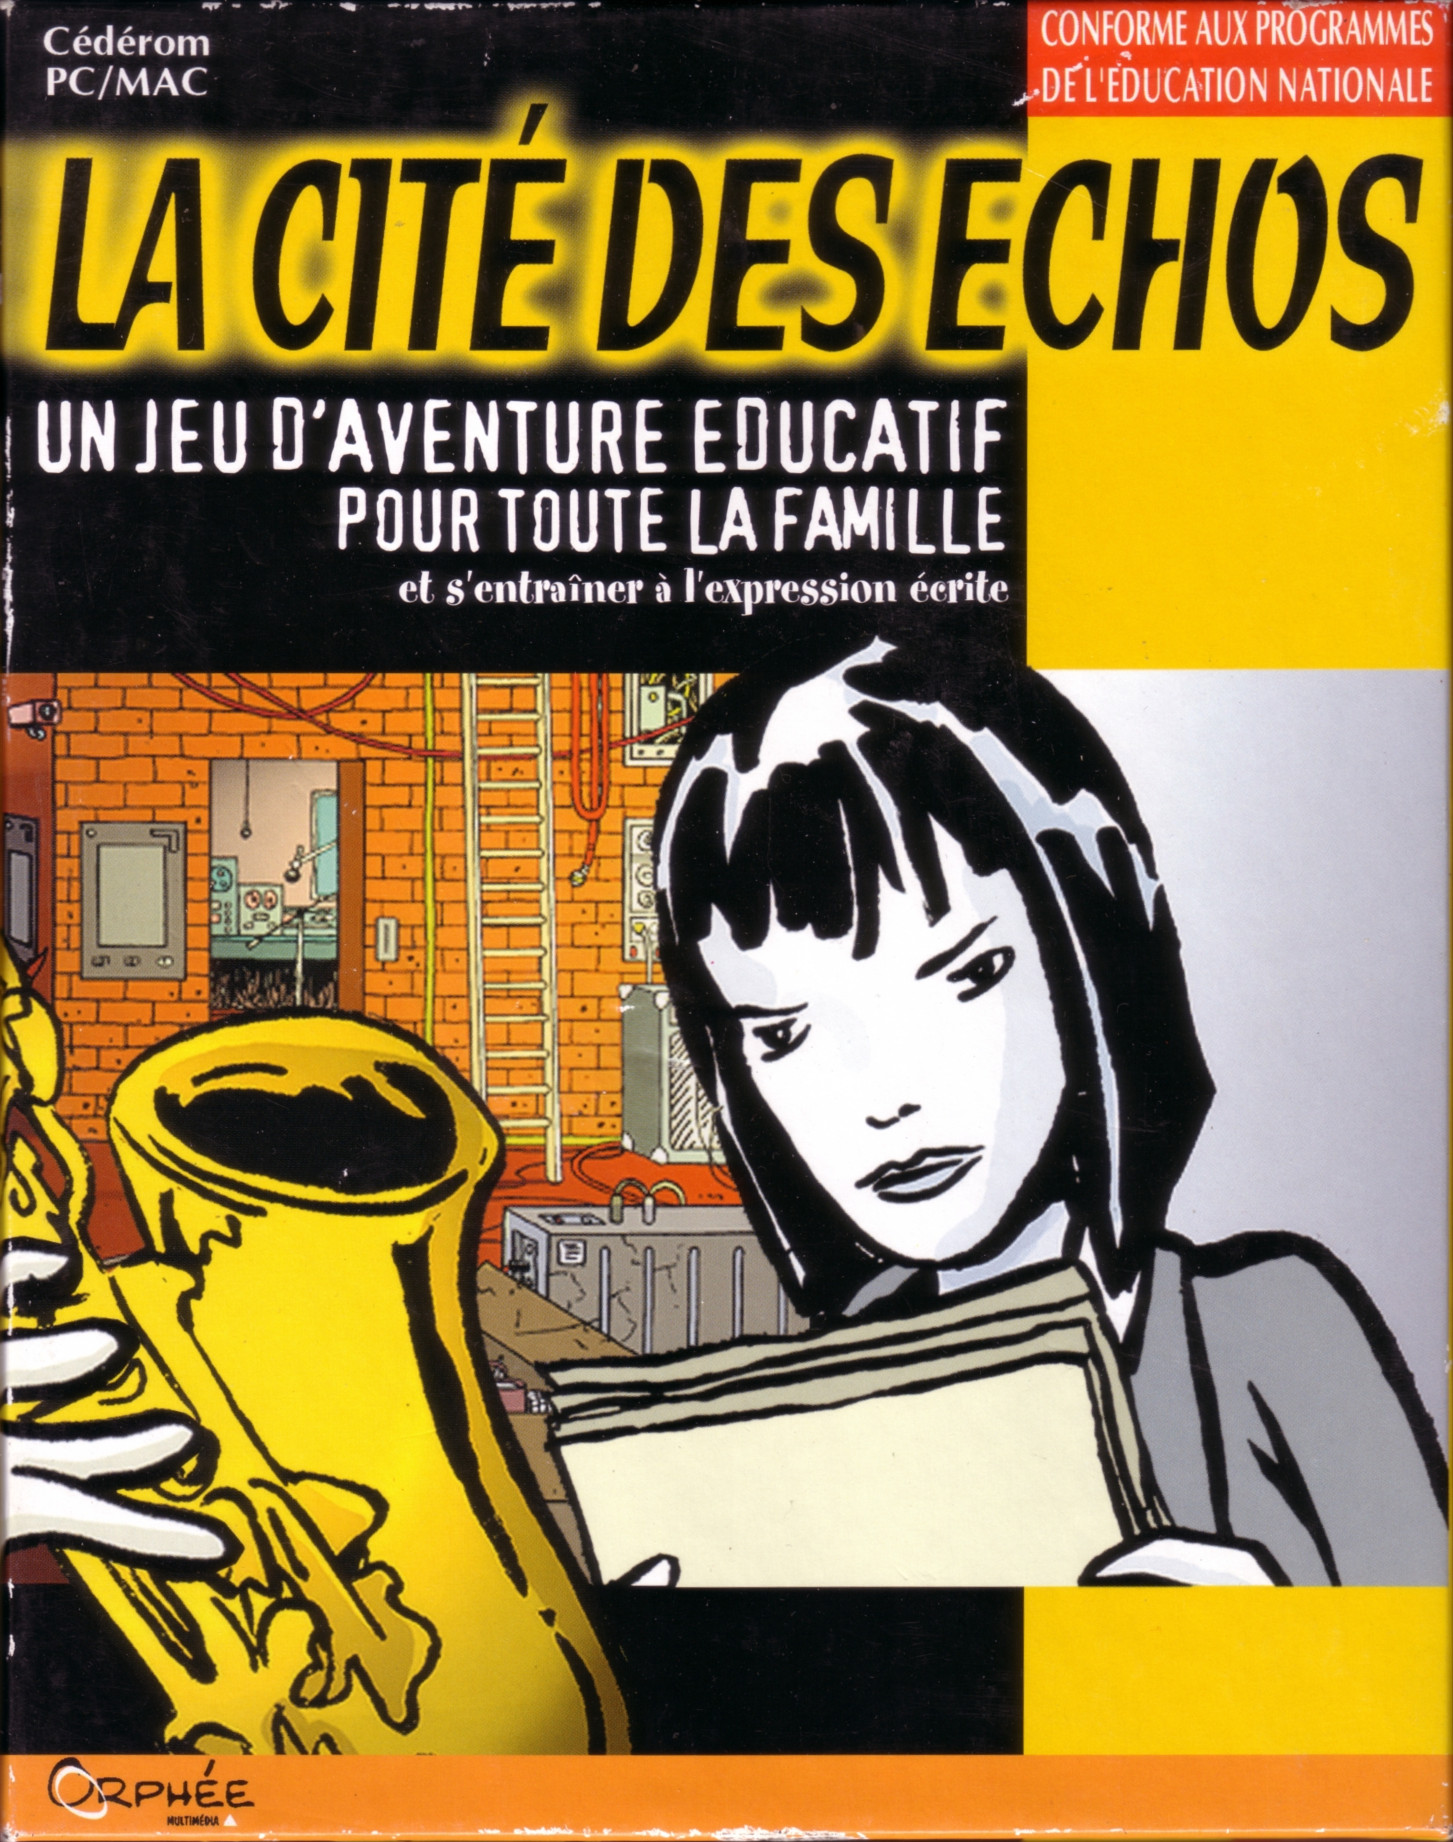 Cédérom
PC/MAC
CONFORME AUX PROGRAMMES
DE L'EDUCATION NATIONALE
LA CITÉ DES ECHOS
UN JEU D'AVENTURE EDUCATIF
POUR TOUTE LA FAMILLE
et s'entraîner à l'expression écrite
ORPHÉE
MULTIMÉDIA